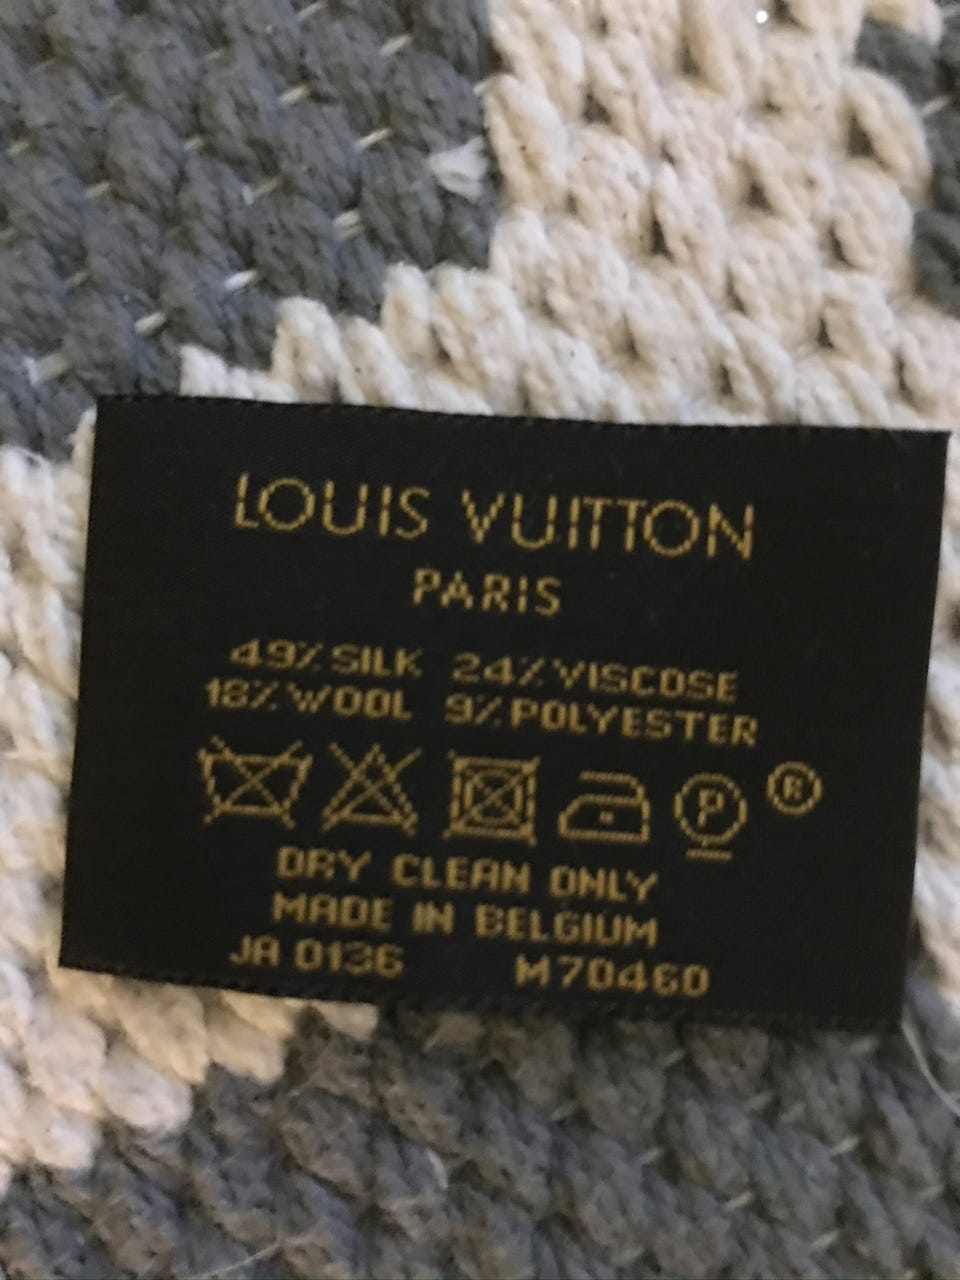 LOUIS VUITTON
PARIS
49% SILK 24% VISCOSE
18% WOOL 9% POLYESTER
P ®
DRY CLEAN ONLY
MADE IN BELGIUM
JA 0136 M70460